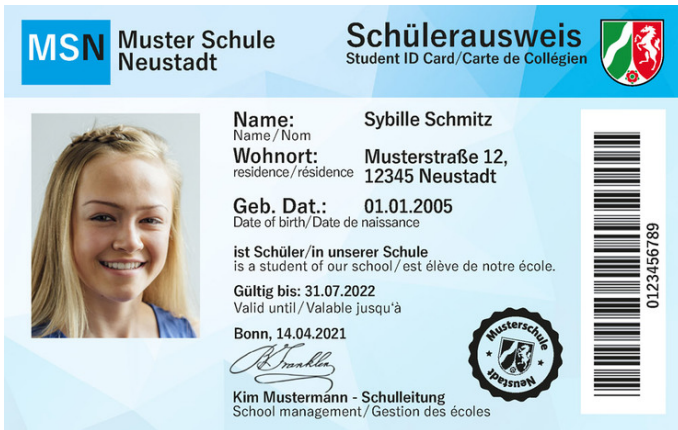 MSN Muster Schule
Neustadt
Schülerausweis
Student ID Card/Carte de Collégien
Name: Sybille Schmitz
Name/Nom
Wohnort: Musterstraße 12,
residence/résidence 12345 Neustadt
Geb. Dat.: 01.01.2005
Date of birth/Date de naissance
ist Schüler/in unserer Schule
is a student of our school/est élève de notre école.
Gültig bis: 31.07.2022
Valid until/Valable jusqu'à
Bonn, 14.04.2021
B. Franklin
Kim Mustermann - Schulleitung
School management/Gestion des écoles
Musterschule
Neustadt
0123456789